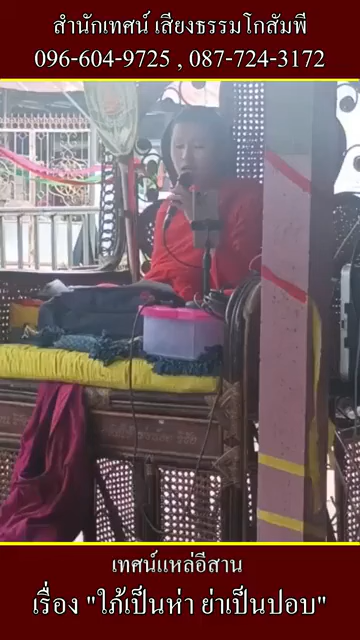 สำนักเทศน์ เสียงธรรมโกสัมพี
096-604-9725 , 087-724-3172
เทศน์แหล่อีสาน
เรื่อง "ใภ้เป็นห่า ย่าเป็นปอบ"